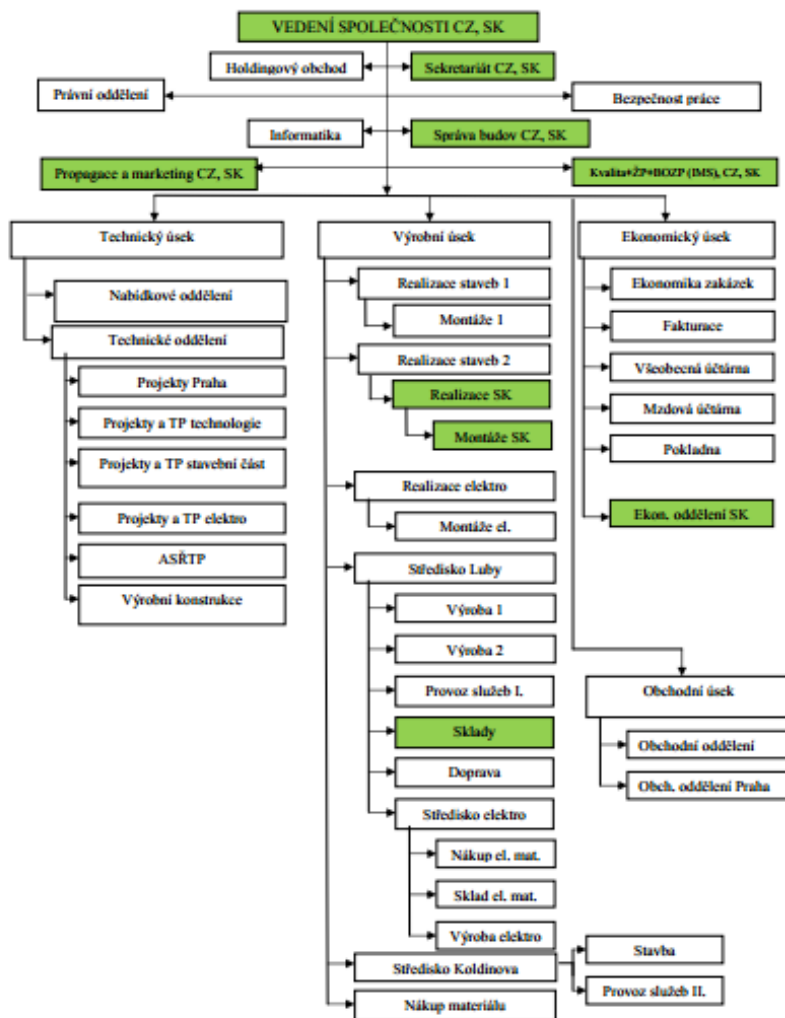 VEDENÍ SPOLEČNOSTI CZ, SK
Holdingový obchod
Sekretariát CZ, SK
Právní oddělení
Bezpečnost práce
Informatika
Správa budov CZ, SK
Propagace a marketing CZ, SK
Kvalita+ŽP+BOZP (IMS), CZ, SK
Technický úsek
Nabídkové oddělení
Technické oddělení
Projekty Praha
Projekty a TP technologie
Projekty a TP stavební část
Projekty a TP elektro
ASŘTP
Výrobní konstrukce
Výrobní úsek
Realizace staveb 1
Montáže 1
Realizace staveb 2
Realizace SK
Montáže SK
Realizace elektro
Montáže el.
Středisko Luby
Výroba 1
Výroba 2
Provoz služeb I.
Sklady
Doprava
Středisko elektro
Nákup el. mat.
Sklad el. mat.
Výroba elektro
Středisko Koldinova
Stavba
Provoz služeb II.
Nákup materiálu
Ekonomický úsek
Ekonomika zakázek
Fakturace
Všeobecná účtárna
Mzdová účtárna
Pokladna
Ekon. oddělení SK
Obchodní úsek
Obchodní oddělení
Obch. oddělení Praha